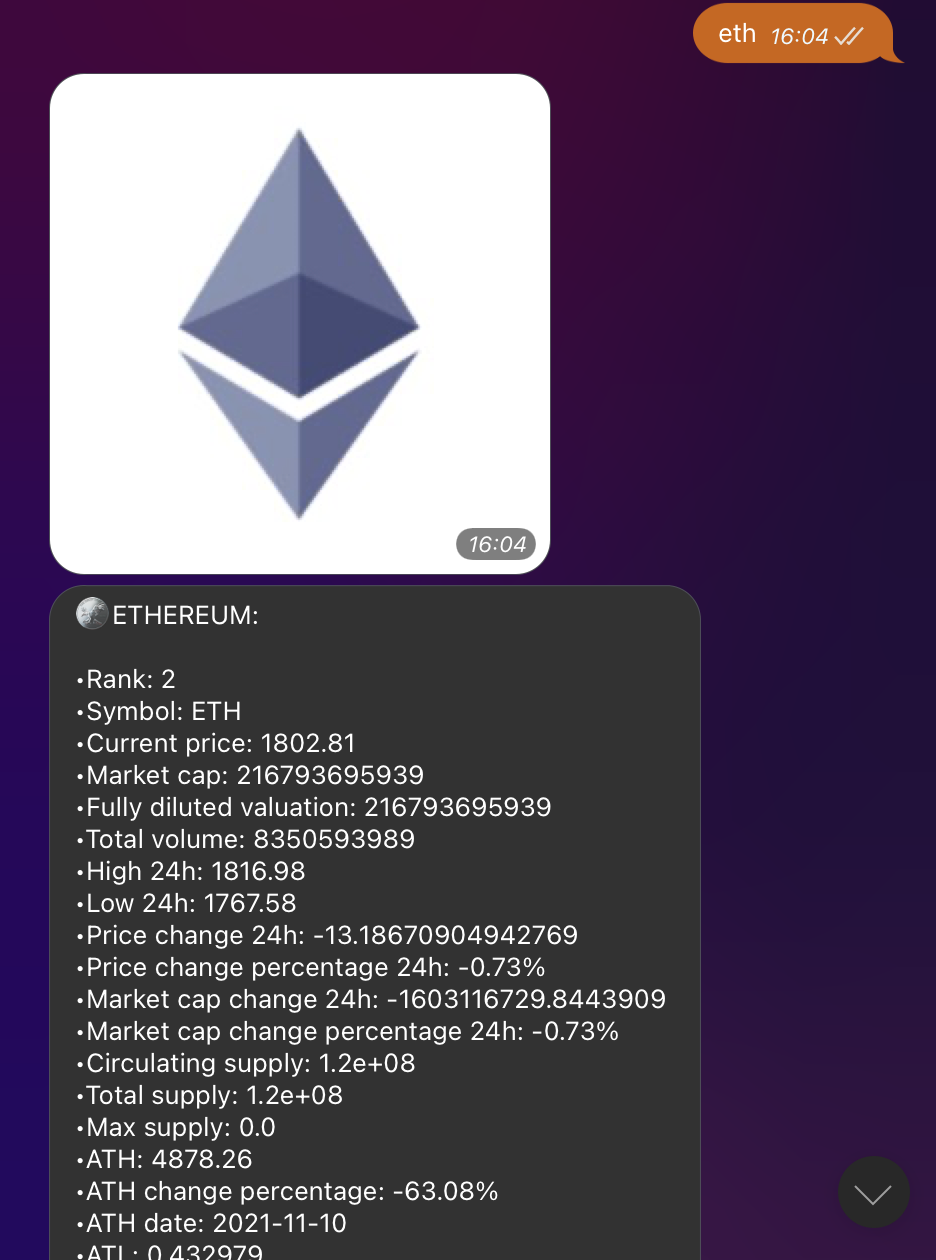 eth 16:04
16:04
ETHEREUM:
•Rank: 2
•Symbol: ETH
•Current price: 1802.81
•Market cap: 216793695939
•Fully diluted valuation: 216793695939
•Total volume: 8350593989
•High 24h: 1816.98
•Low 24h: 1767.58
•Price change 24h: -13.18670904942769
•Price change percentage 24h: -0.73%
•Market cap change 24h: -1603116729.8443909
•Market cap change percentage 24h: -0.73%
•Circulating supply: 1.2e+08
•Total supply: 1.2e+08
•Max supply: 0.0
•ATH: 4878.26
•ATH change percentage: -63.08%
•ATH date: 2021-11-10
•ATL: 0.432979